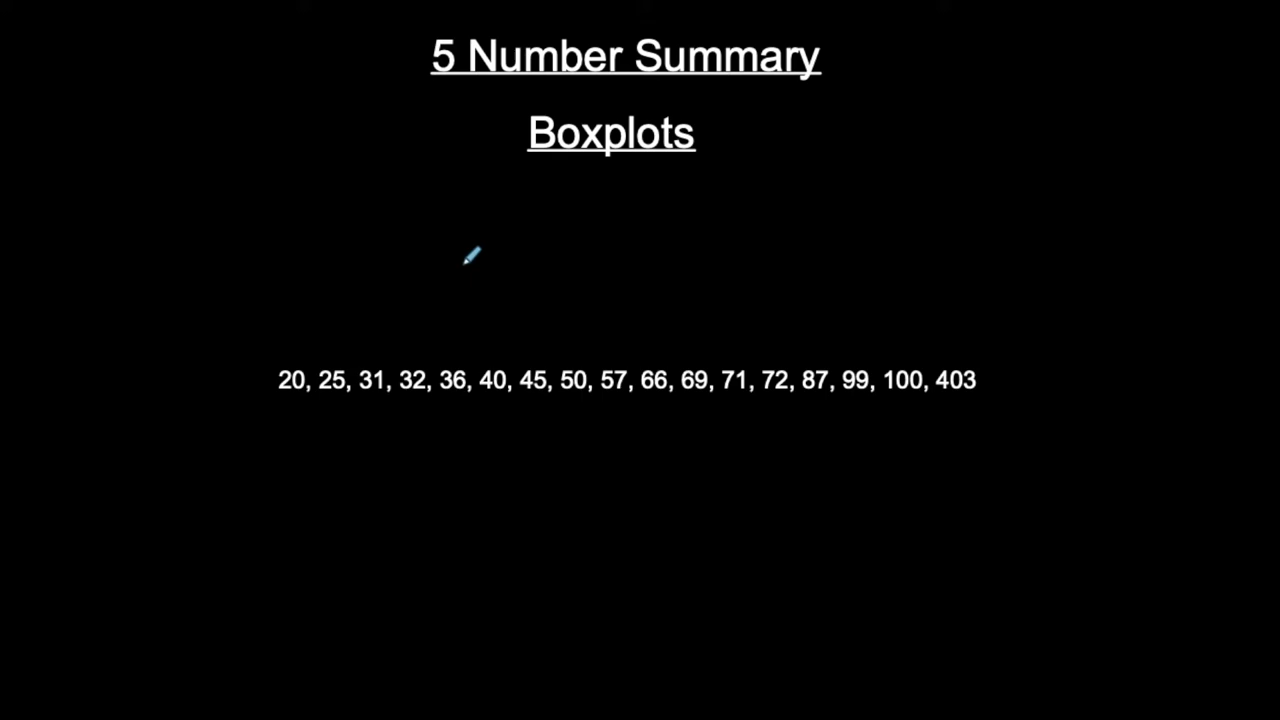 5 Number Summary
Boxplots
20, 25, 31, 32, 36, 40, 45, 50, 57, 66, 69, 71, 72, 87, 99, 100, 403